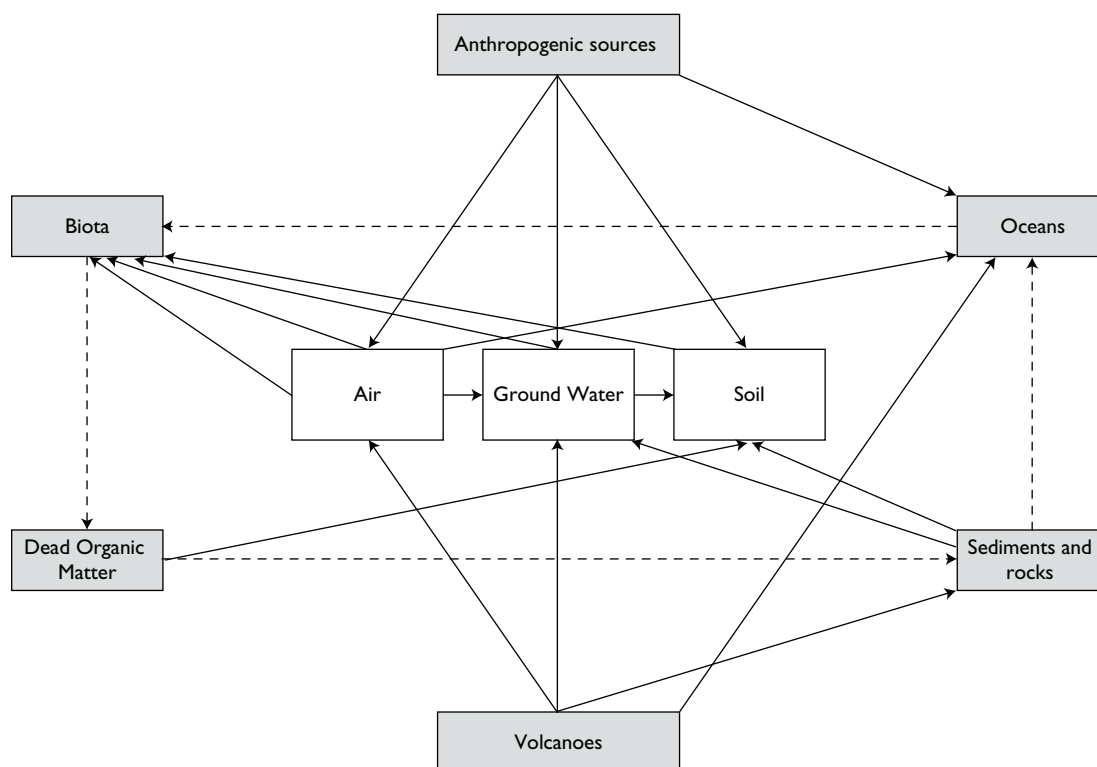 Anthropogenic sources
Biota
Oceans
Air
Ground Water
Soil
Dead Organic
Matter
Sediments and
rocks
Volcanoes